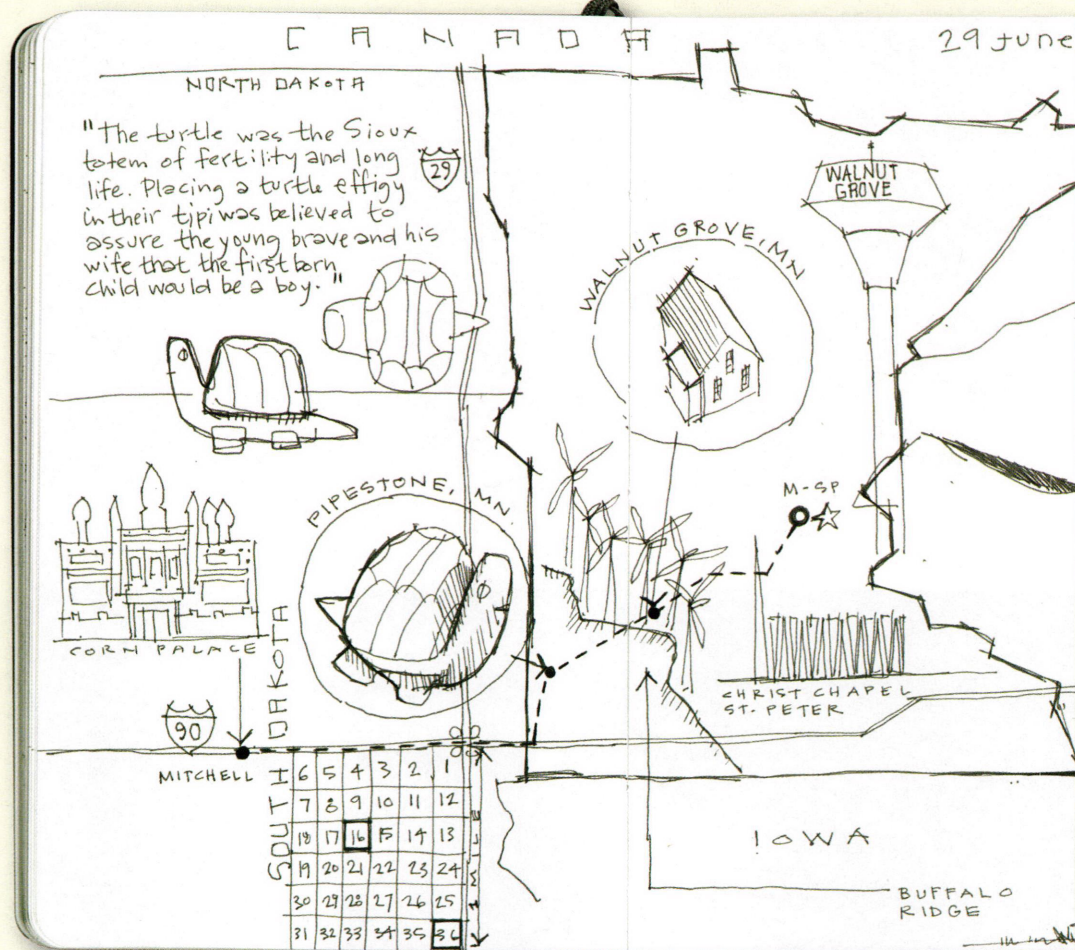 CANADA
29 June
NORTH DAKOTA
"The turtle was the Sioux
totem of fertility and long
life. Placing a turtle effigy
in their tipi was believed to
assure the young brave and his
wife that the first born
child would be a boy."
29
WALNUT
GROVE
WALNUT GROVE, MN
PIPESTONE, MN
M-SP
CORN PALACE
CHRIST CHAPEL
ST. PETER
90
MITCHELL
SOUTH DAKOTA
6 5 4 3 2 1
7 8 9 10 11 12
18 17 16 15 14 13
19 20 21 22 23 24
30 29 28 27 26 25
31 32 33 34 35 36
1 MILE
IOWA
BUFFALO
RIDGE